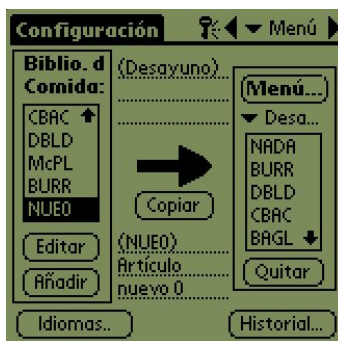 Configuración
Menú
Biblio. d
Comida:
CBAC
DBLD
McPL
BURR
NUE0
Editar
Añadir
(Desayuno)
Copiar
(NUE0)
Artículo
nuevo 0
Menú...
Desa...
NADA
BURR
DBLD
CBAC
BAGL
Quitar
Idiomas..
Historial...